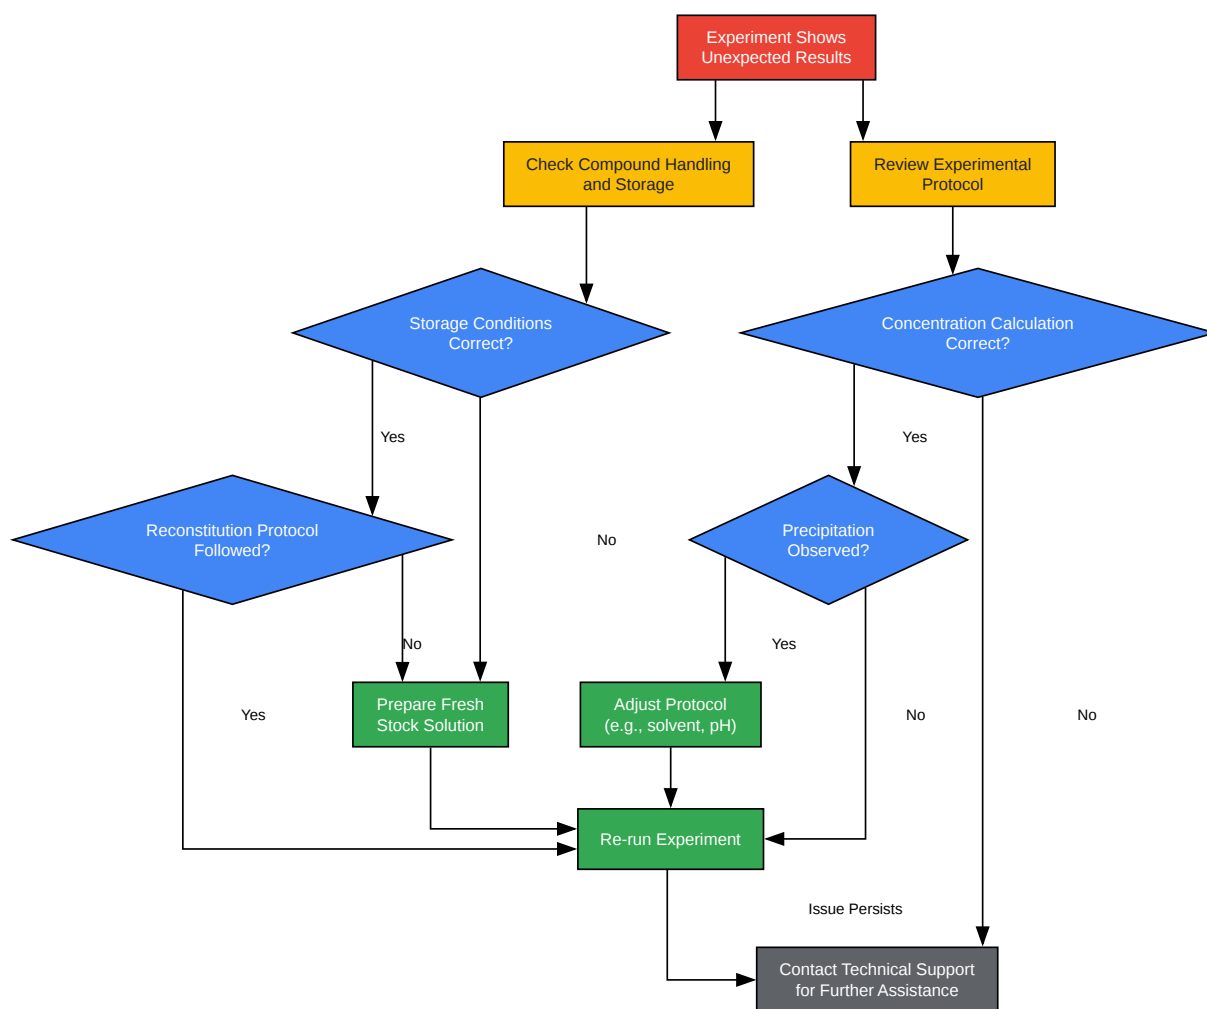 Experiment Shows
Unexpected Results
Check Compound Handling
and Storage
Review Experimental
Protocol
Storage Conditions
Correct?
Concentration Calculation
Correct?
Yes
Yes
Reconstitution Protocol
Followed?
No
Precipitation
Observed?
No
Yes
Yes
Prepare Fresh
Stock Solution
Adjust Protocol
(e.g., solvent, pH)
No
No
Re-run Experiment
Issue Persists
Contact Technical Support
for Further Assistance